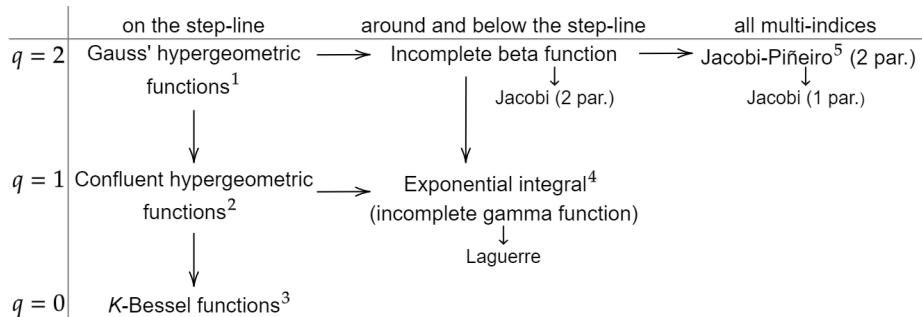 on the step-line around and below the step-line all multi-indices
q = 2 Gauss' hypergeometric Incomplete beta function Jacobi-Piñeiro⁵ (2 par.)
functions¹ Jacobi (2 par.) Jacobi (1 par.)
q = 1 Confluent hypergeometric Exponential integral⁴
functions² (incomplete gamma function)
Laguerre
q = 0 K-Bessel functions³